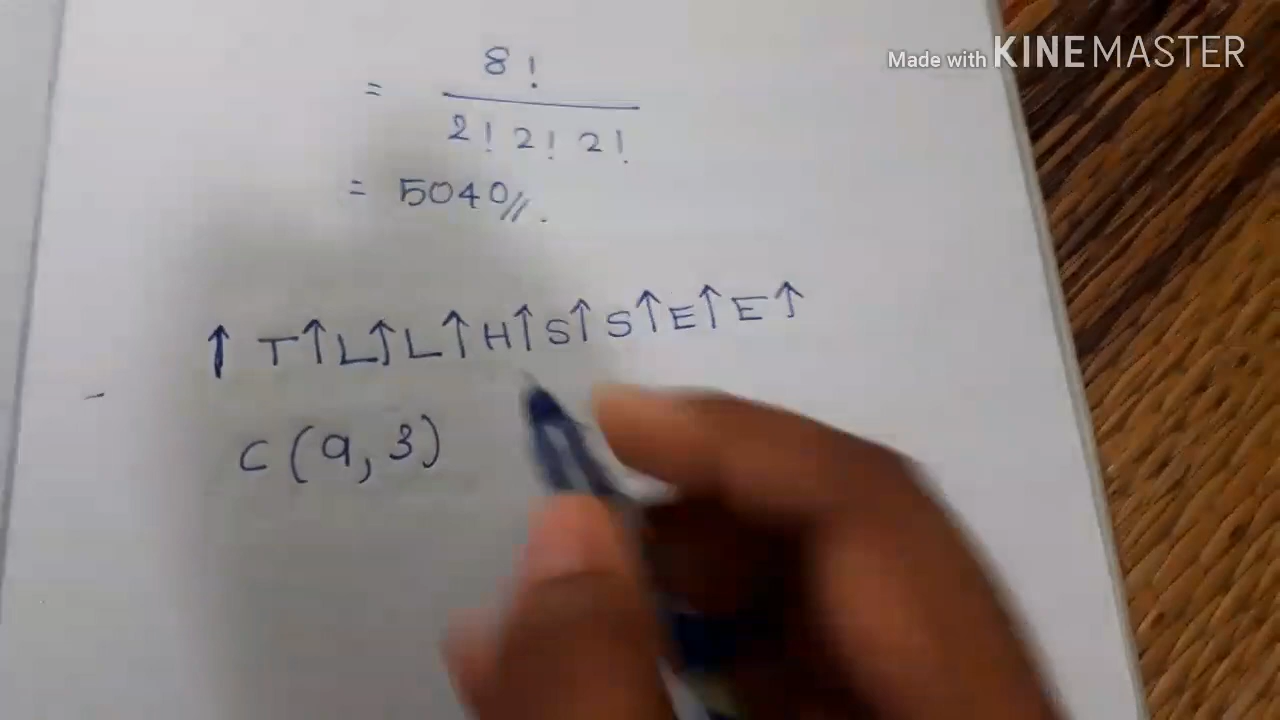 Made with KINEMASTER
= 8!
2! 2! 2!
= 5040//.
↑ T↑L↑L↑H↑S↑S↑E↑E↑
C(9,3)